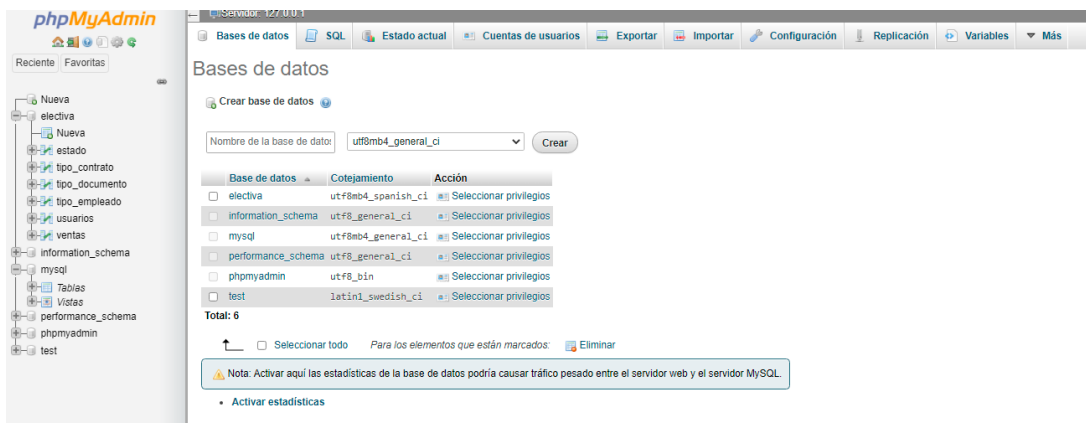 phpMyAdmin
Reciente Favoritas
Nueva
electiva
Nueva
estado
tipo_contrato
tipo_documento
tipo_empleado
usuarios
ventas
information_schema
mysql
Tablas
Vistas
performance_schema
phpmyadmin
test
Servidor: 127.0.0.1
Bases de datos SQL Estado actual Cuentas de usuarios Exportar Importar Configuración Replicación Variables Más
Bases de datos
Crear base de datos
Nombre de la base de datos utf8mb4_general_ci Crear
Base de datos Cotejamiento Acción
electiva utf8mb4_spanish_ci Seleccionar privilegios
information_schema utf8_general_ci Seleccionar privilegios
mysql utf8mb4_general_ci Seleccionar privilegios
performance_schema utf8_general_ci Seleccionar privilegios
phpmyadmin utf8_bin Seleccionar privilegios
test latin1_swedish_ci Seleccionar privilegios
Total: 6
Seleccionar todo Para los elementos que están marcados: Eliminar
Nota: Activar aquí las estadísticas de la base de datos podría causar tráfico pesado entre el servidor web y el servidor MySQL.
Activar estadísticas